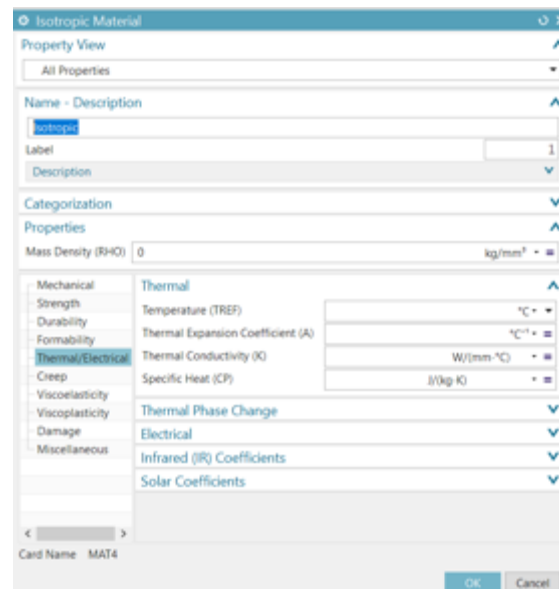 Isotropic Material
Property View
All Properties
Name - Description
Isotropic
Label 1
Description
Categorization
Properties
Mass Density (RHO) 0 kg/mm³
Mechanical
Strength
Durability
Formability
Thermal/Electrical
Creep
Viscoelasticity
Viscoplasticity
Damage
Miscellaneous
Thermal
Temperature (TREF) °C
Thermal Expansion Coefficient (A) °C⁻¹
Thermal Conductivity (K) W/(mm·°C)
Specific Heat (CP) J/(kg·K)
Thermal Phase Change
Electrical
Infrared (IR) Coefficients
Solar Coefficients
Card Name MAT4
OK Cancel